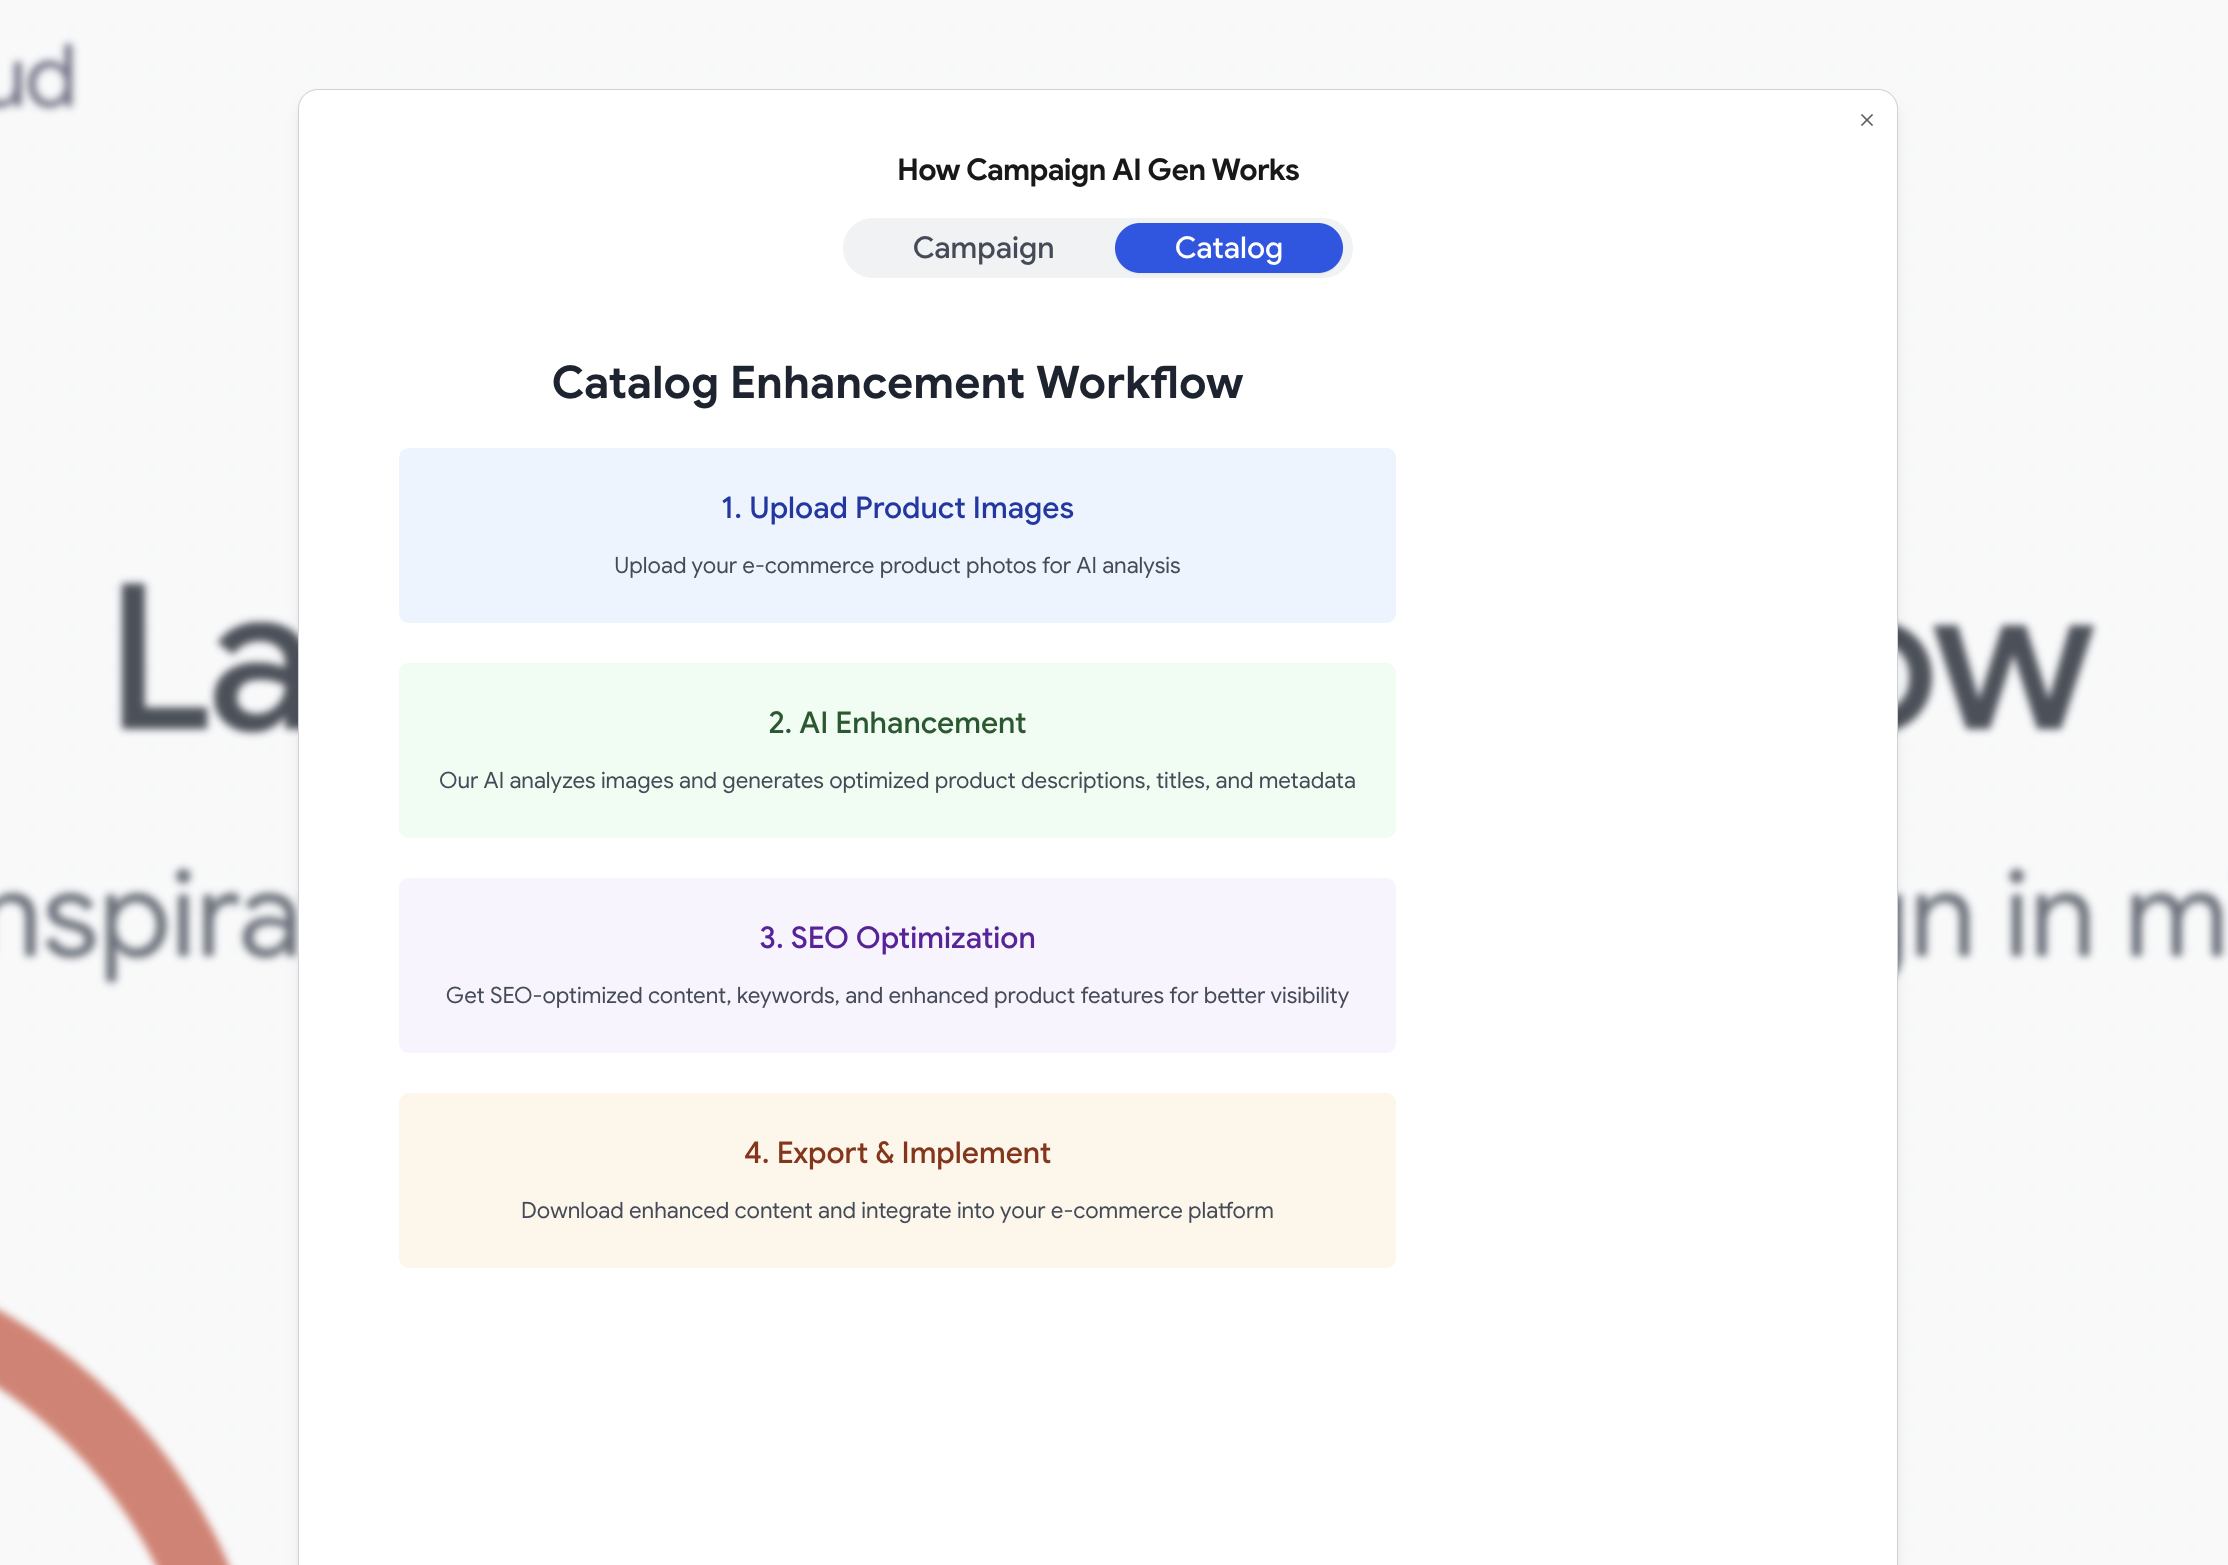 How Campaign AI Gen Works
Campaign Catalog
Catalog Enhancement Workflow
1. Upload Product Images
Upload your e-commerce product photos for AI analysis
2. AI Enhancement
Our AI analyzes images and generates optimized product descriptions, titles, and metadata
3. SEO Optimization
Get SEO-optimized content, keywords, and enhanced product features for better visibility
4. Export & Implement
Download enhanced content and integrate into your e-commerce platform